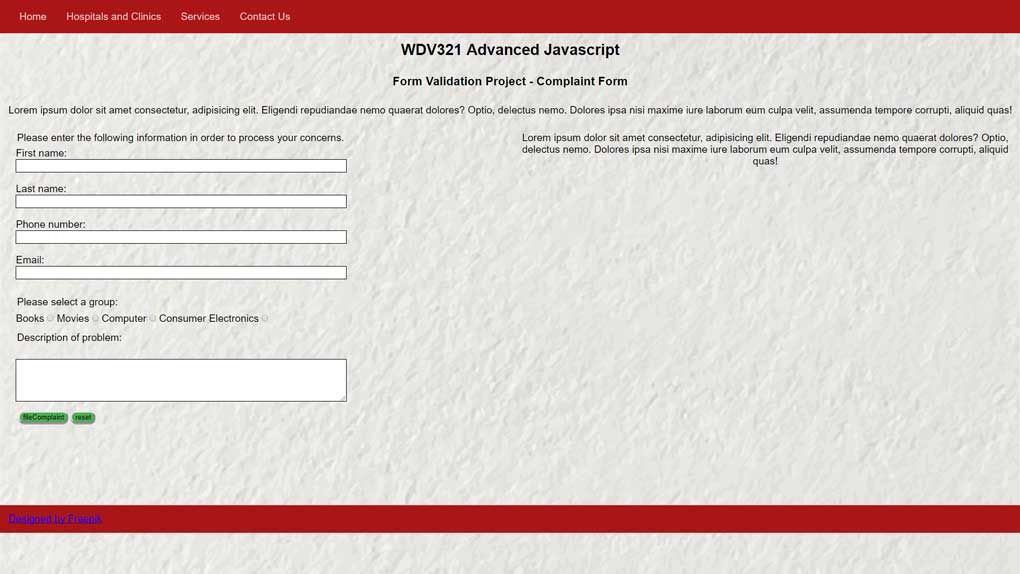 Home Hospitals and Clinics Services Contact Us
WDV321 Advanced Javascript
Form Validation Project - Complaint Form
Lorem ipsum dolor sit amet consectetur, adipisicing elit. Eligendi repudiandae nemo quaerat dolores? Optio, delectus nemo. Dolores ipsa nisi maxime iure laborum eum culpa velit, assumenda tempore corrupti, aliquid quas!
Please enter the following information in order to process your concerns.
First name:
Last name:
Phone number:
Email:
Please select a group:
Books Movies Computer Consumer Electronics
Description of problem:
fileComplaint reset
Lorem ipsum dolor sit amet consectetur, adipisicing elit. Eligendi repudiandae nemo quaerat dolores? Optio,
delectus nemo. Dolores ipsa nisi maxime iure laborum eum culpa velit, assumenda tempore corrupti, aliquid
quas!
Designed by Freepik